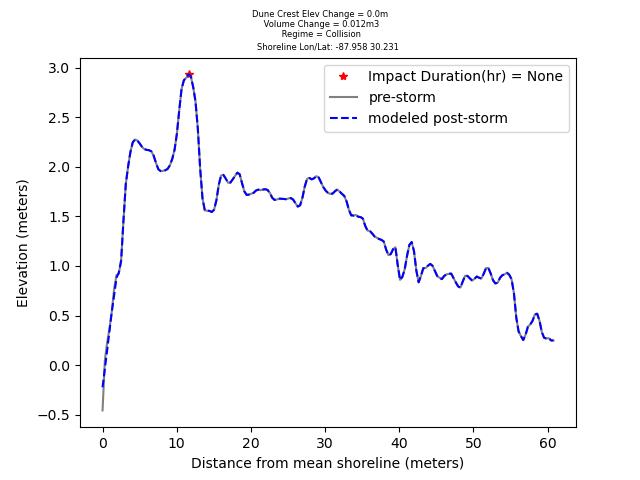 Dune Crest Elev Change = 0.0m
Volume Change = 0.012m3
Regime = Collision
Shoreline Lon/Lat: -87.958 30.231
Impact Duration(hr) = None
pre-storm
modeled post-storm
3.0
2.5
2.0
1.5
1.0
0.5
0.0
−0.5
Elevation (meters)
0 10 20 30 40 50 60
Distance from mean shoreline (meters)